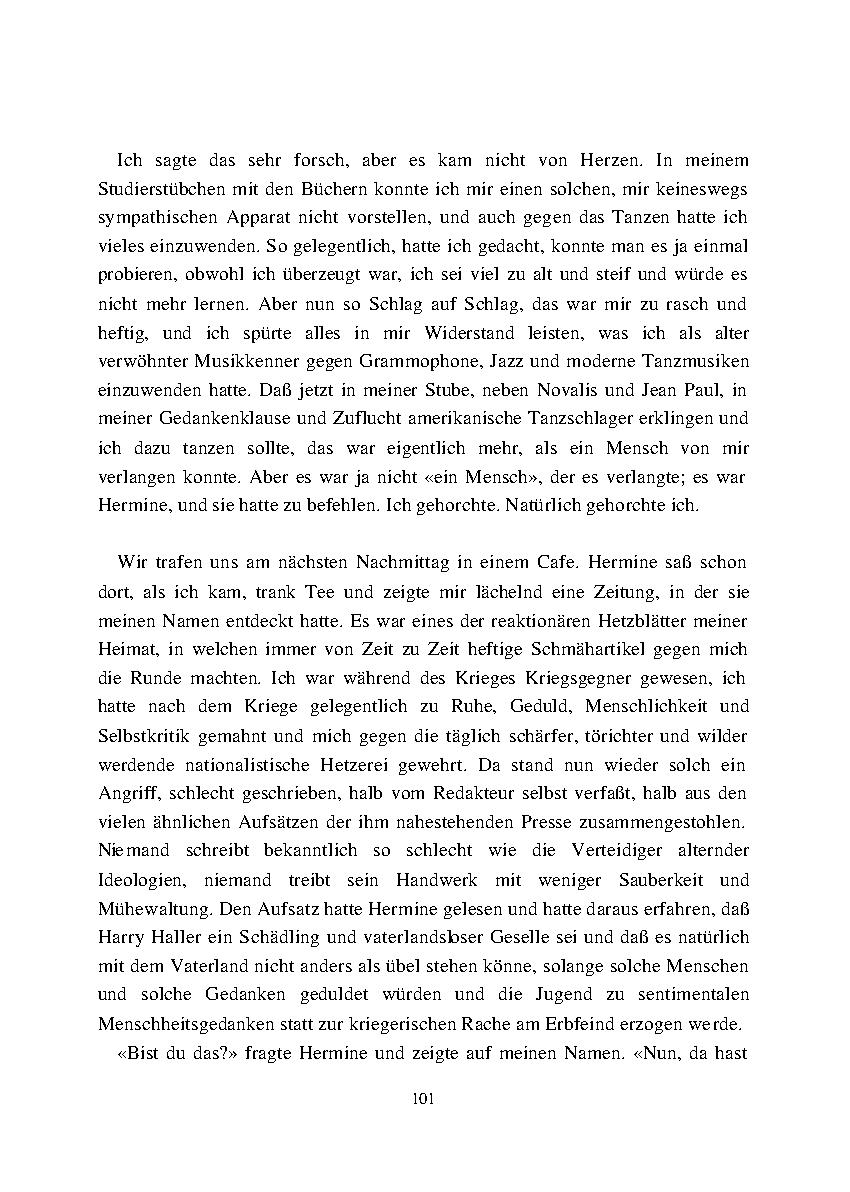 Ich sagte das sehr forsch, aber es kam nicht von Herzen. In meinem
Studierstübchen mit den Büchern konnte ich mir einen solchen, mir keineswegs
sympathischen Apparat nicht vorstellen, und auch gegen das Tanzen hatte ich
vieles einzuwenden. So gelegentlich, hatte ich gedacht, konnte man es ja einmal
probieren, obwohl ich überzeugt war, ich sei viel zu alt und steif und würde es
nicht mehr lernen. Aber nun so Schlag auf Schlag, das war mir zu rasch und
heftig, und ich spürte alles in mir Widerstand leisten, was ich als alter
verwöhnter Musikkenner gegen Grammophone, Jazz und moderne Tanzmusiken
einzuwenden hatte. Daß jetzt in meiner Stube, neben Novalis und Jean Paul, in
meiner Gedankenklause und Zuflucht amerikanische Tanzschlager erklingen und
ich dazu tanzen sollte, das war eigentlich mehr, als ein Mensch von mir
verlangen konnte. Aber es war ja nicht «ein Mensch», der es verlangte; es war
Hermine, und sie hatte zu befehlen. Ich gehorchte. Natürlich gehorchte ich.
Wir trafen uns am nächsten Nachmittag in einem Cafe. Hermine saß schon
dort, als ich kam, trank Tee und zeigte mir lächelnd eine Zeitung, in der sie
meinen Namen entdeckt hatte. Es war eines der reaktionären Hetzblätter meiner
Heimat, in welchen immer von Zeit zu Zeit heftige Schmähartikel gegen mich
die Runde machten. Ich war während des Krieges Kriegsgegner gewesen, ich
hatte nach dem Kriege gelegentlich zu Ruhe, Geduld, Menschlichkeit und
Selbstkritik gemahnt und mich gegen die täglich schärfer, törichter und wilder
werdende nationalistische Hetzerei gewehrt. Da stand nun wieder solch ein
Angriff, schlecht geschrieben, halb vom Redakteur selbst verfaßt, halb aus den
vielen ähnlichen Aufsätzen der ihm nahestehenden Presse zusammengestohlen.
Niemand schreibt bekanntlich so schlecht wie die Verteidiger alternder
Ideologien, niemand treibt sein Handwerk mit weniger Sauberkeit und
Mühewaltung. Den Aufsatz hatte Hermine gelesen und hatte daraus erfahren, daß
Harry Haller ein Schädling und vaterlandsloser Geselle sei und daß es natürlich
mit dem Vaterland nicht anders als übel stehen könne, solange solche Menschen
und solche Gedanken geduldet würden und die Jugend zu sentimentalen
Menschheitsgedanken statt zur kriegerischen Rache am Erbfeind erzogen werde.
«Bist du das?» fragte Hermine und zeigte auf meinen Namen. «Nun, da hast
101